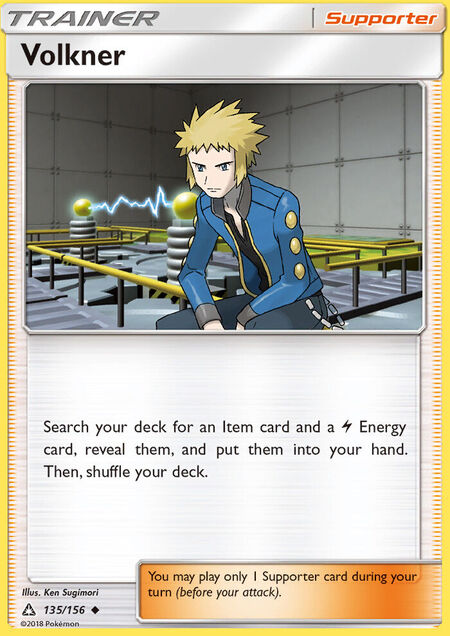 TRAINER Supporter
Volkner
Search your deck for an Item card and a Energy
card, reveal them, and put them into your hand.
Then, shuffle your deck.
Illus. Ken Sugimori
You may play only 1 Supporter card during your
turn (before your attack).
135/156
©2018 Pokémon